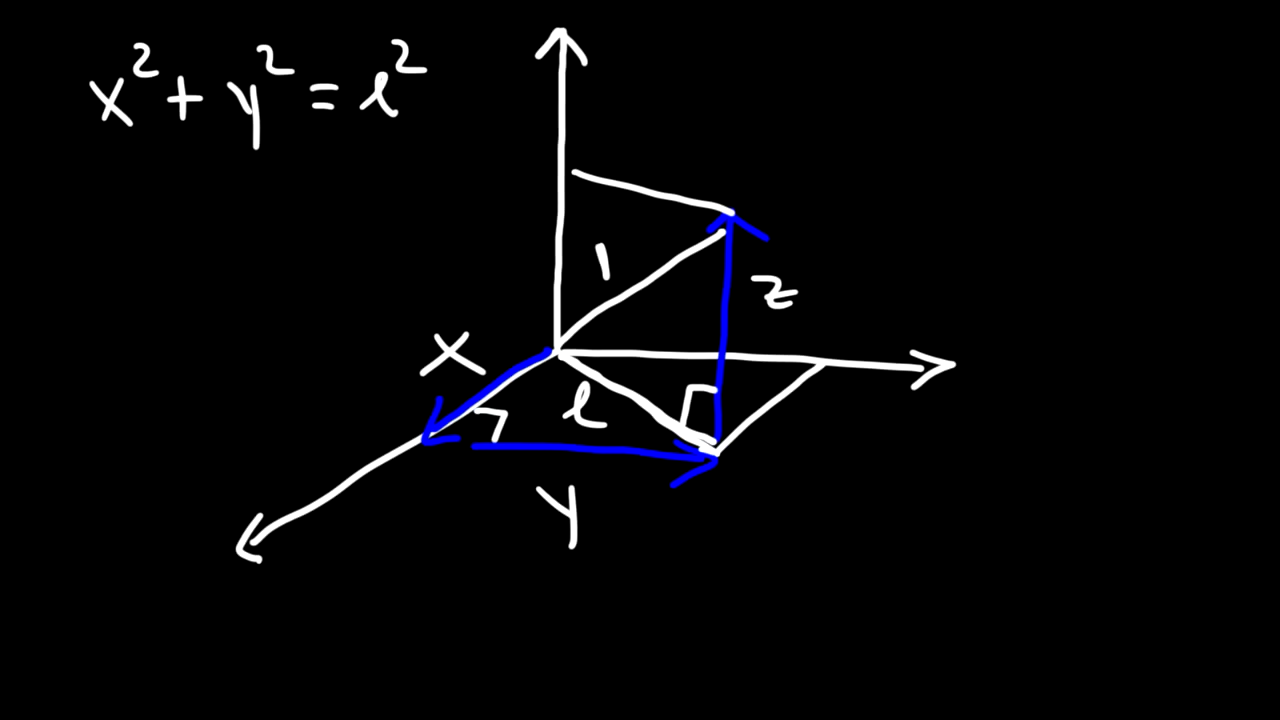 x² + y² = l²
1
z
x
l
y